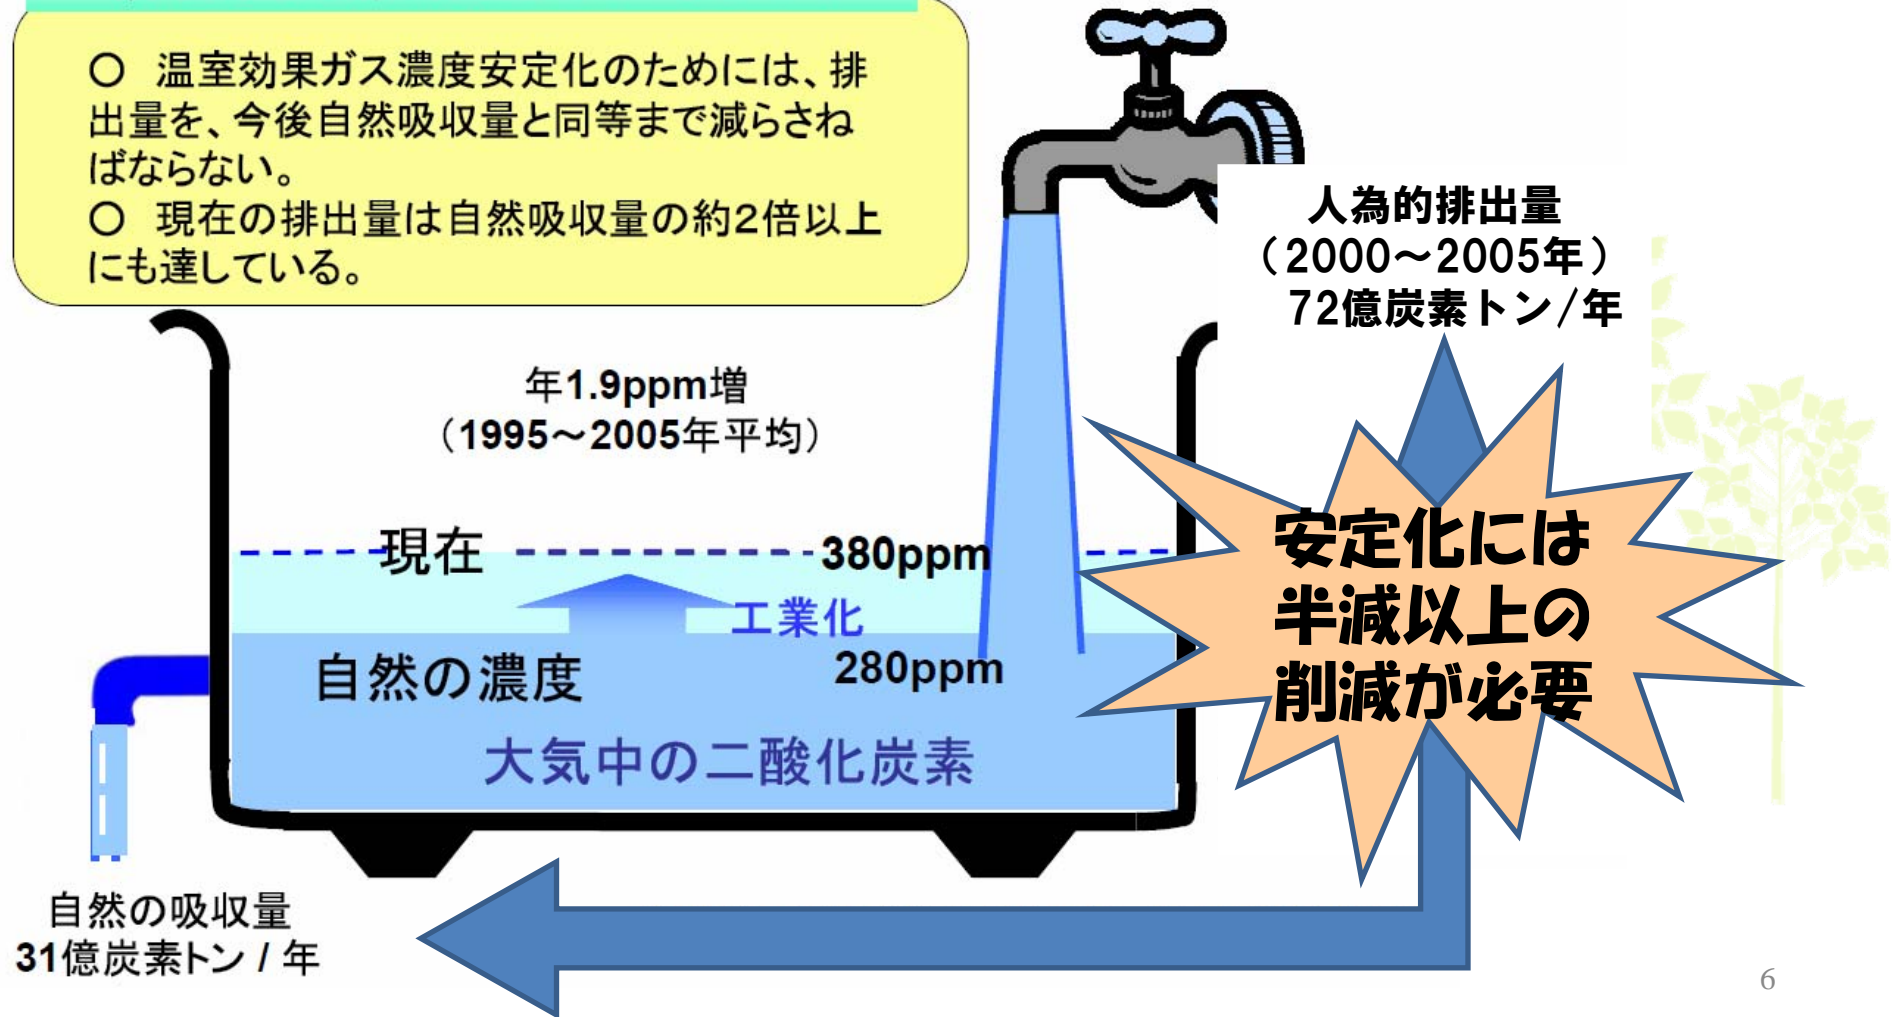 ○　温室効果ガス濃度安定化のためには、排
出量を、今後自然吸収量と同等まで減らさね
ばならない。
○　現在の排出量は自然吸収量の約2倍以上
にも達している。
人為的排出量
（2000～2005年）
72億炭素トン/年
年1.9ppm増
（1995～2005年平均）
現在
380ppm
工業化
自然の濃度
280ppm
大気中の二酸化炭素
安定化には
半減以上の
削減が必要
自然の吸収量
31億炭素トン / 年
6